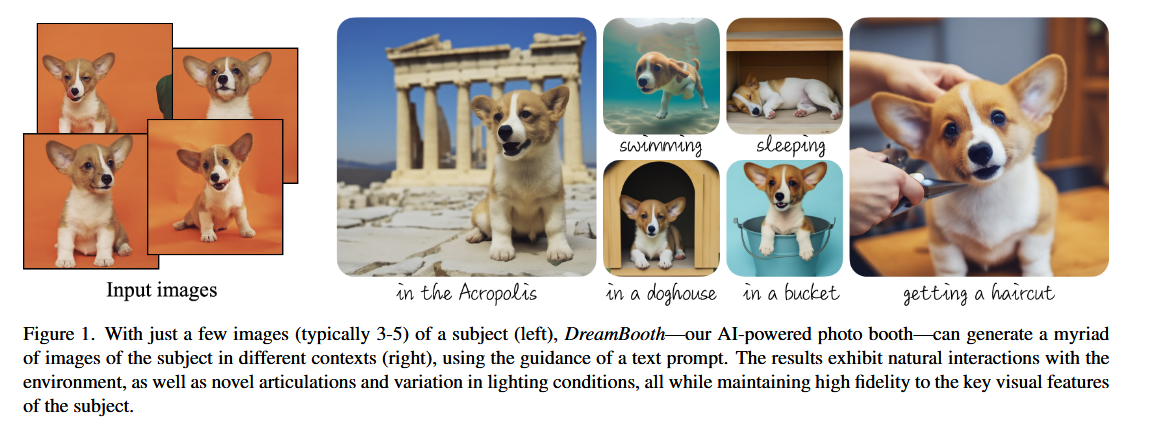 swimming
sleeping
Input images
in the Acropolis
in a doghouse
in a bucket
getting a haircut
Figure 1. With just a few images (typically 3-5) of a subject (left), DreamBooth—our AI-powered photo booth—can generate a myriad
of images of the subject in different contexts (right), using the guidance of a text prompt. The results exhibit natural interactions with the
environment, as well as novel articulations and variation in lighting conditions, all while maintaining high fidelity to the key visual features
of the subject.